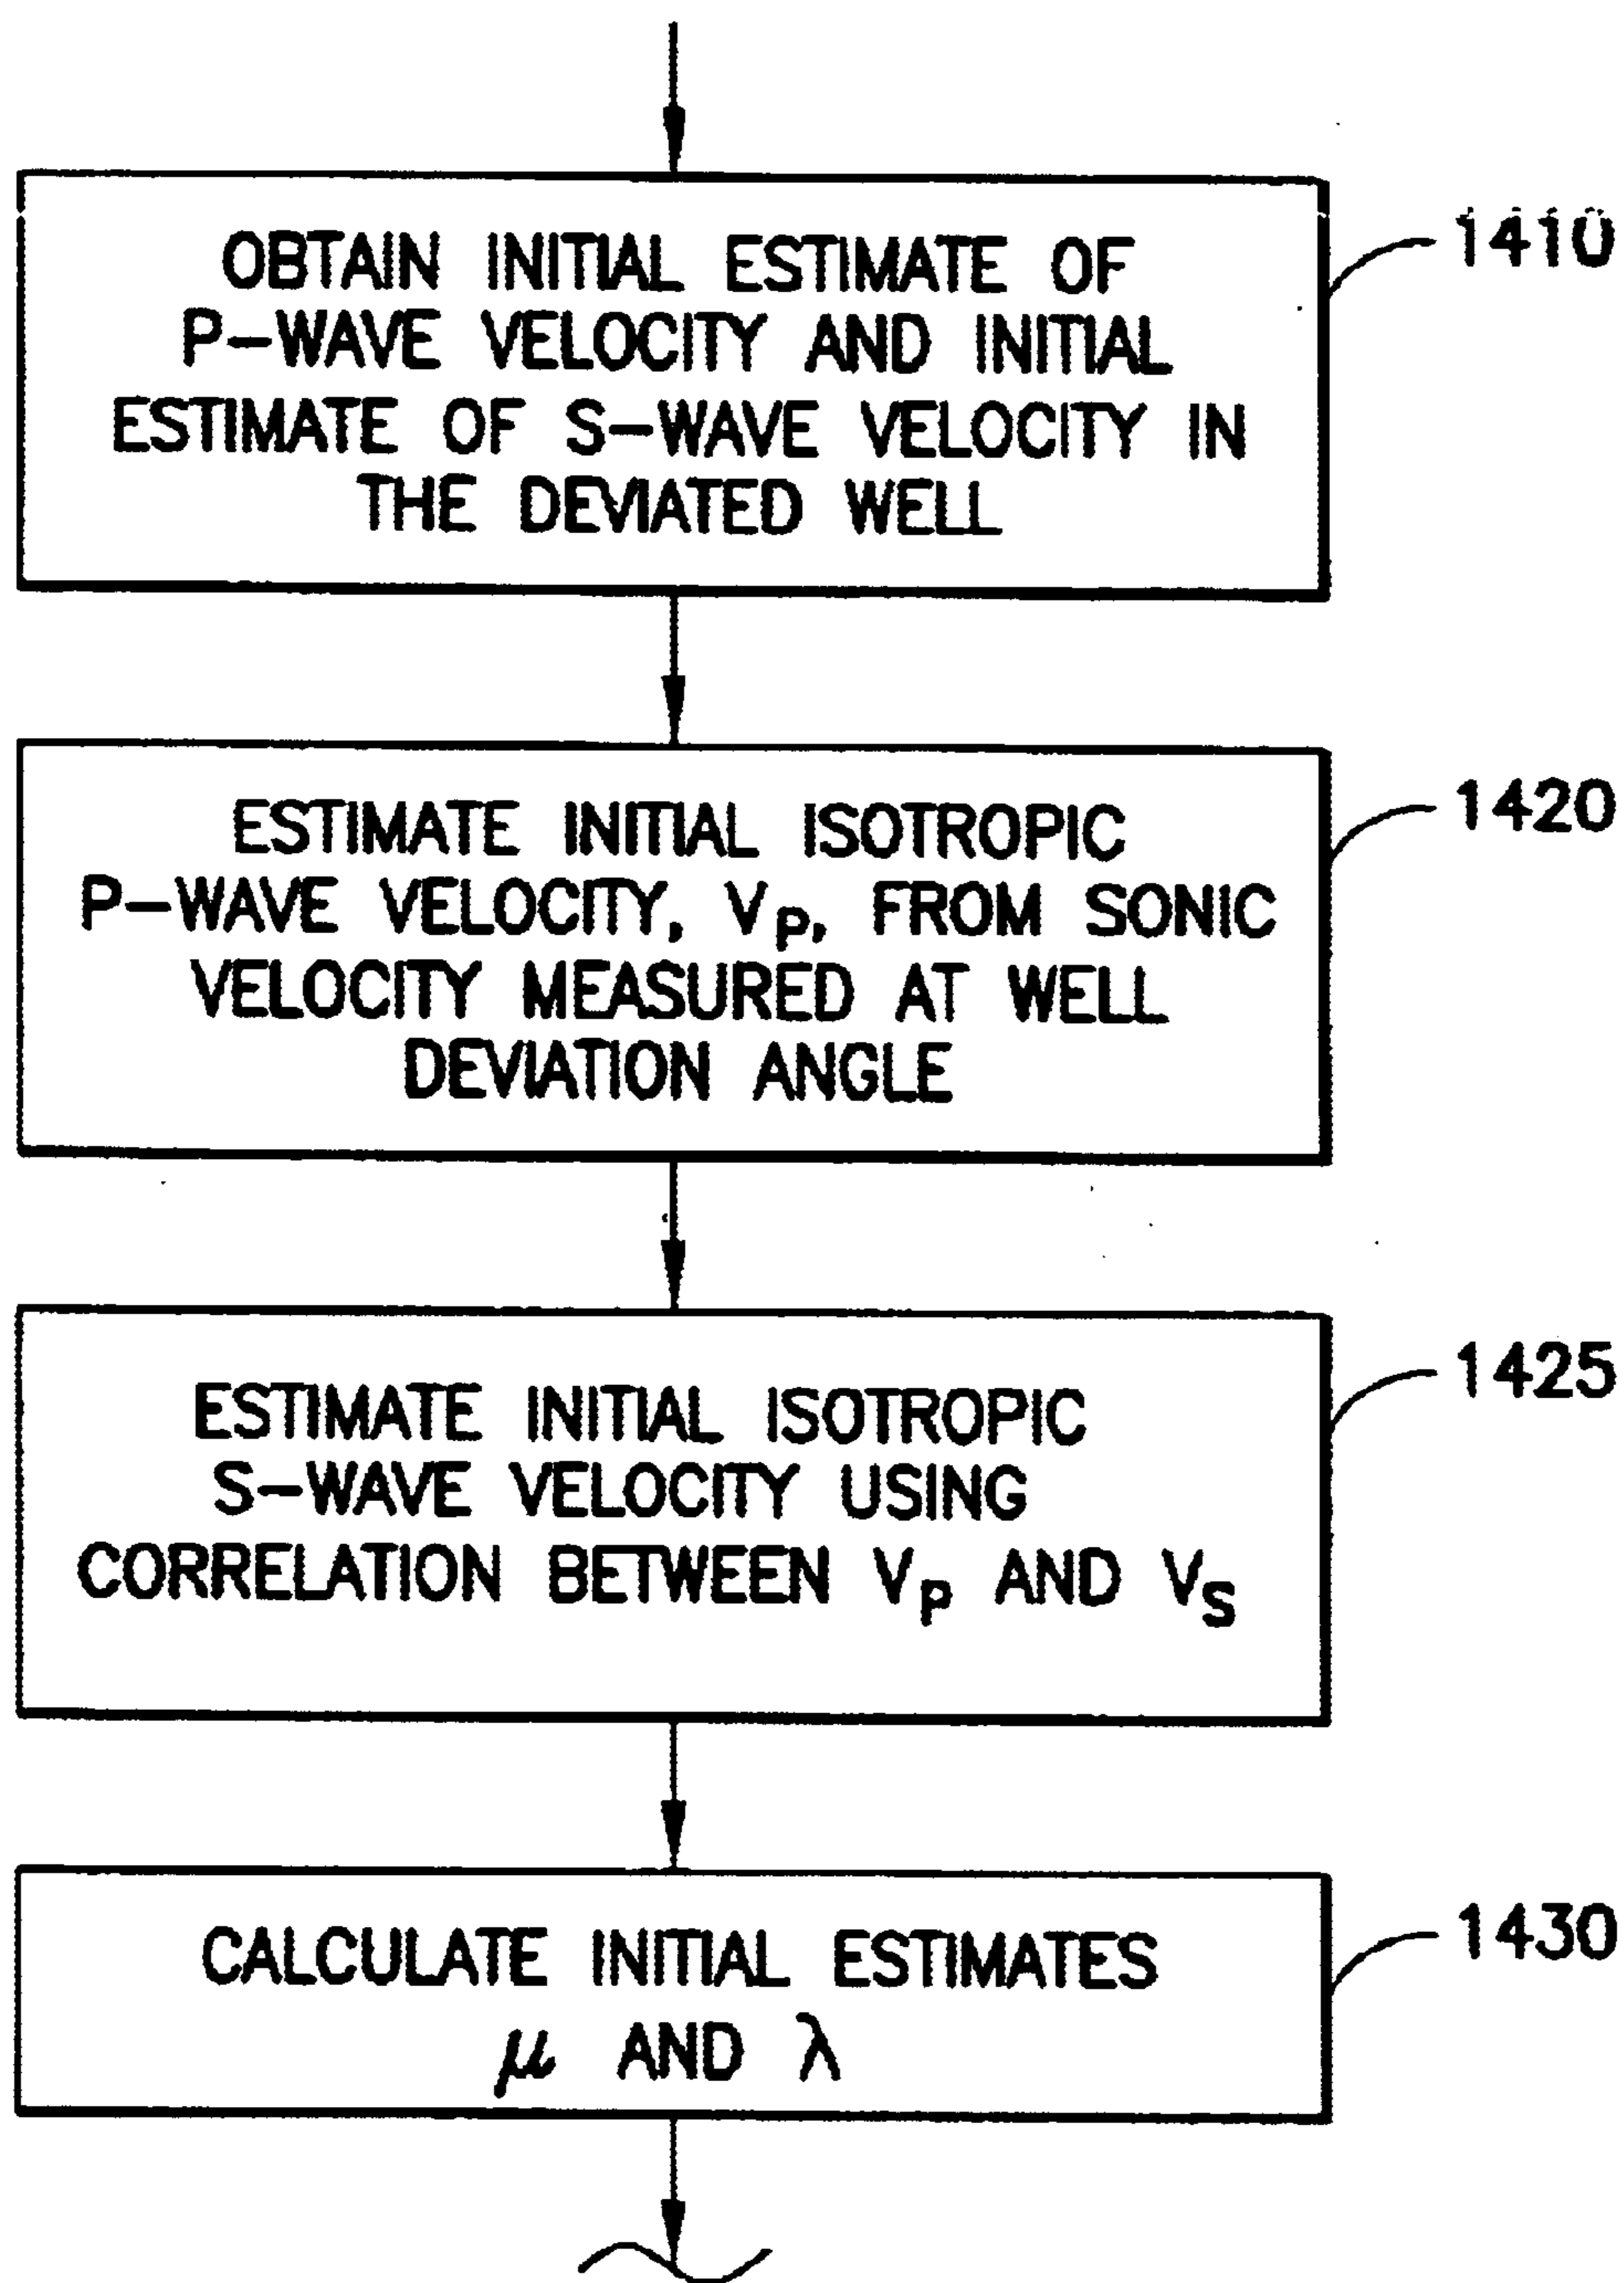 OBTAIN INITIAL ESTIMATE OF
P-WAVE VELOCITY AND INITIAL
ESTIMATE OF S-WAVE VELOCITY IN
THE DEVIATED WELL
1410
ESTIMATE INITIAL ISOTROPIC
P-WAVE VELOCITY, VP, FROM SONIC
VELOCITY MEASURED AT WELL
DEVIATION ANGLE
1420
ESTIMATE INITIAL ISOTROPIC
S-WAVE VELOCITY USING
CORRELATION BETWEEN VP AND VS
1425
CALCULATE INITIAL ESTIMATES
μ AND λ
1430